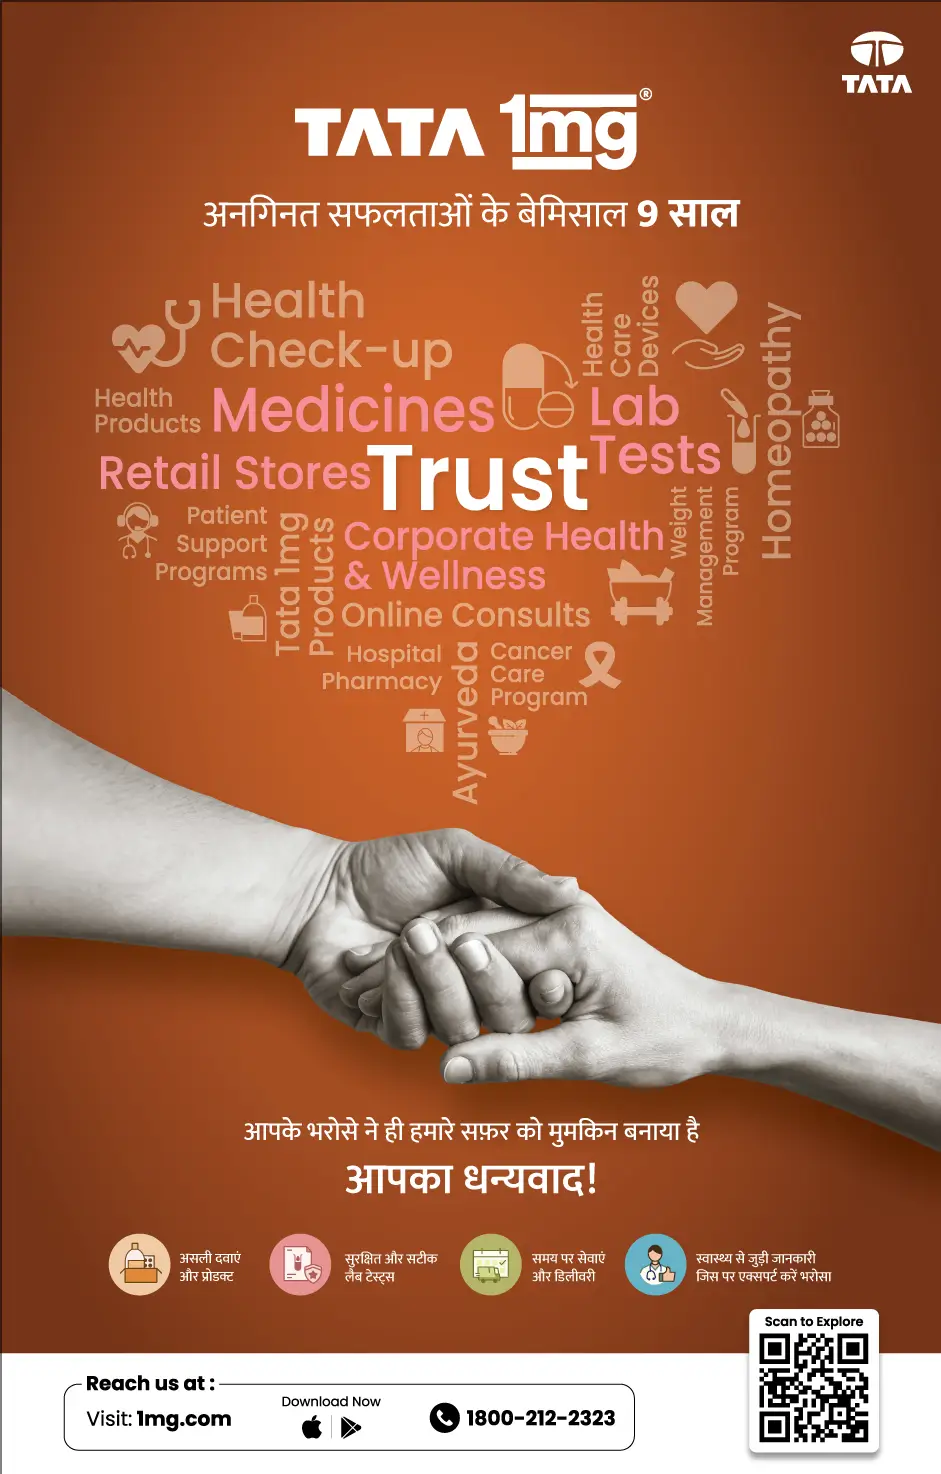 TATA
TATA 1mg®
अनगिनत सफलताओं के बेमिसाल 9 साल
Health
Check-up
Health
Care
Devices
Homeopathy
Health
Products
Medicines
Lab
Tests
Retail Stores
Trust
Patient
Support
Programs
Tata 1mg
Products
Corporate Health
& Wellness
Weight
Management
Program
Online Consults
Hospital
Pharmacy
Ayurveda
Cancer
Care
Program
आपके भरोसे ने ही हमारे सफ़र को मुमकिन बनाया है
आपका धन्यवाद!
असली दवाएं
और प्रोडक्ट
सुरक्षित और सटीक
लैब टेस्ट्स
समय पर सेवाएं
और डिलीवरी
स्वास्थ्य से जुड़ी जानकारी
जिस पर एक्सपर्ट करें भरोसा
Scan to Explore
Reach us at :
Visit: 1mg.com
Download Now
1800-212-2323